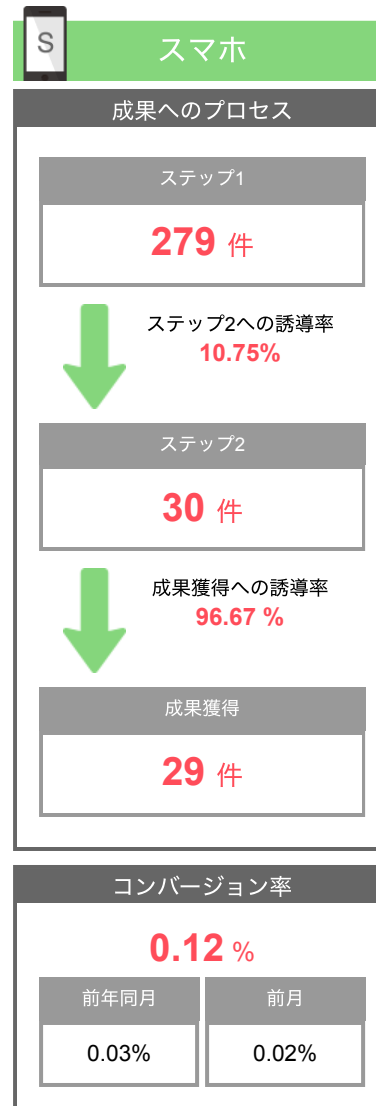 S
スマホ
成果へのプロセス
ステップ1
279 件
ステップ2への誘導率
10.75%
ステップ2
30 件
成果獲得への誘導率
96.67 %
成果獲得
29 件
コンバージョン率
0.12 %
前年同月
前月
0.03%
0.02%